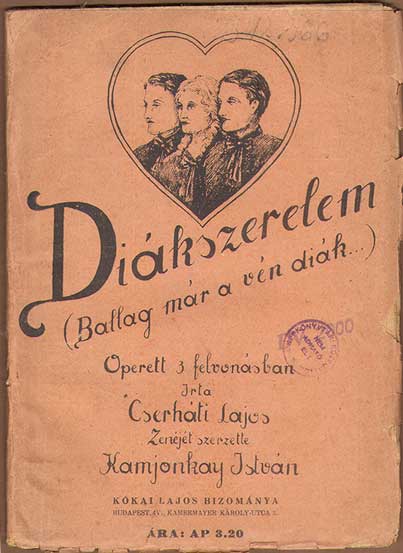 Diákszerelem
(Ballag már a vén diák...)
Operett 3 felvonásban
Irta
Cserháti Lajos
Zenéjét szerzette
Kamjonkay István
KÓKAI LAJOS BIZOMÁNYA
BUDAPEST, IV., KAMERMAYER KÁROLY-UTCA
ÁRA: AP 3.20